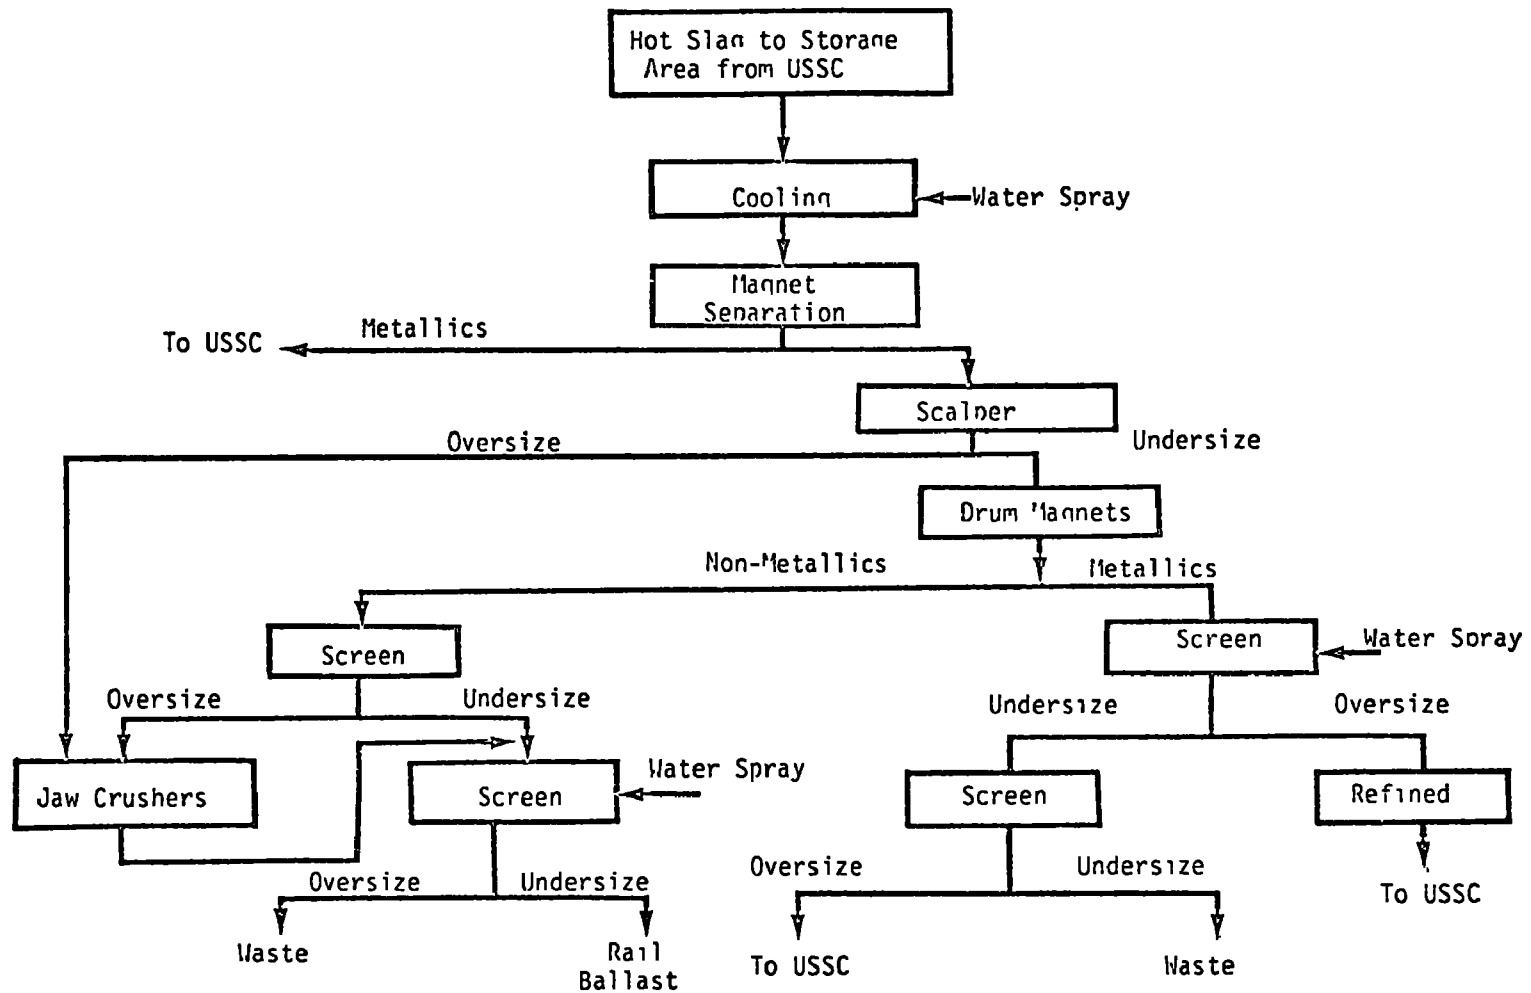 Hot Slag to Storage
Area from USSC
Cooling
Water Spray
Magnet
Separation
Metallics
To USSC
Scalper
Oversize
Undersize
Drum Magnets
Non-Metallics
Metallics
Screen
Screen
Water Spray
Oversize
Undersize
Undersize
Oversize
Jaw Crushers
Screen
Water Spray
Screen
Refined
Oversize
Undersize
Oversize
Undersize
To USSC
Waste
Rail
Ballast
To USSC
Waste